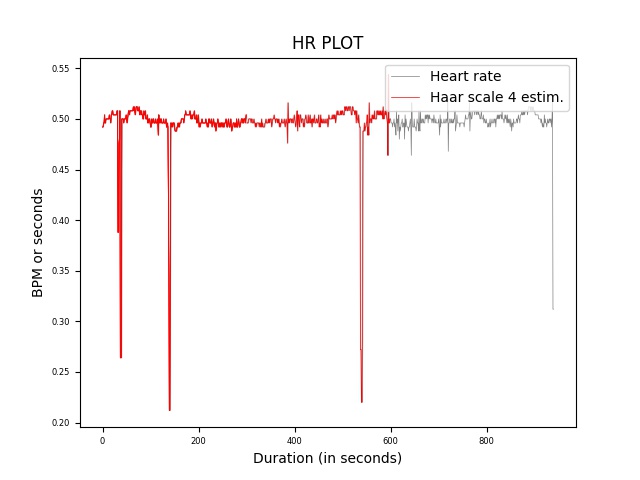 HR PLOT
Heart rate
Haar scale 4 estim.
BPM or seconds
0.55
0.50
0.45
0.40
0.35
0.30
0.25
0.20
0 200 400 600 800
Duration (in seconds)